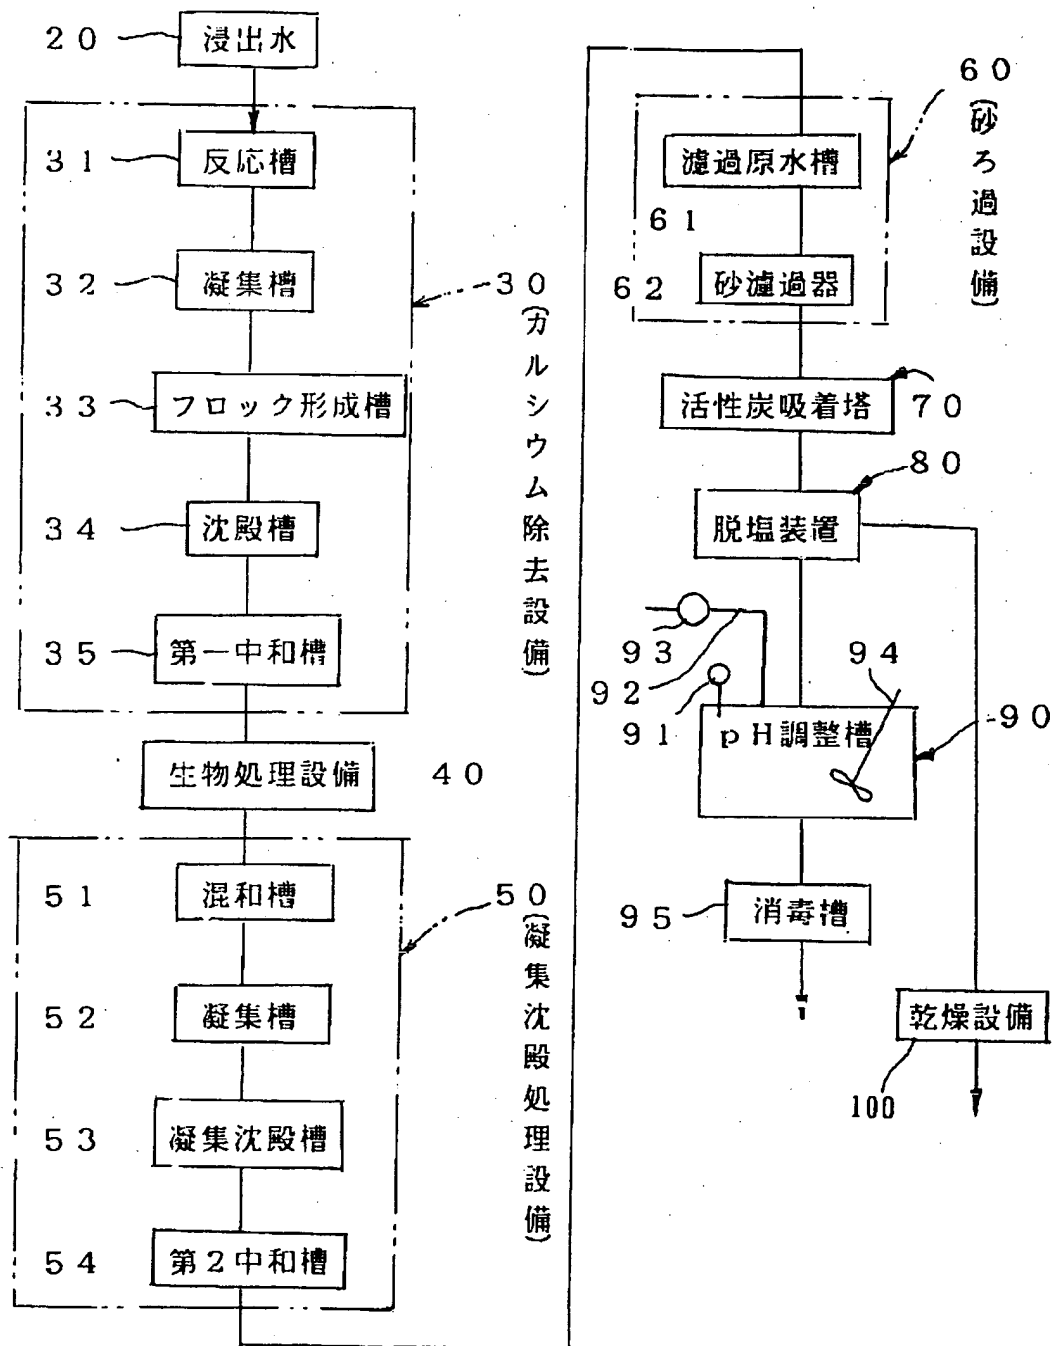 ２０ 浸出水
３１ 反応槽
３２ 凝集槽
３０(カルシウム除去設備)
３３ フロック形成槽
３４ 沈殿槽
３５ 第一中和槽
生物処理設備 ４０
５１ 混和槽
５０(凝集沈殿処理設備)
５２ 凝集槽
５３ 凝集沈殿槽
５４ 第２中和槽
６０(砂ろ過設備)
濾過原水槽
６１
６２ 砂濾過器
活性炭吸着塔 ７０
８０
脱塩装置
９３
９２
９１
９４
pH調整槽
９０
９５ 消毒槽
乾燥設備
100